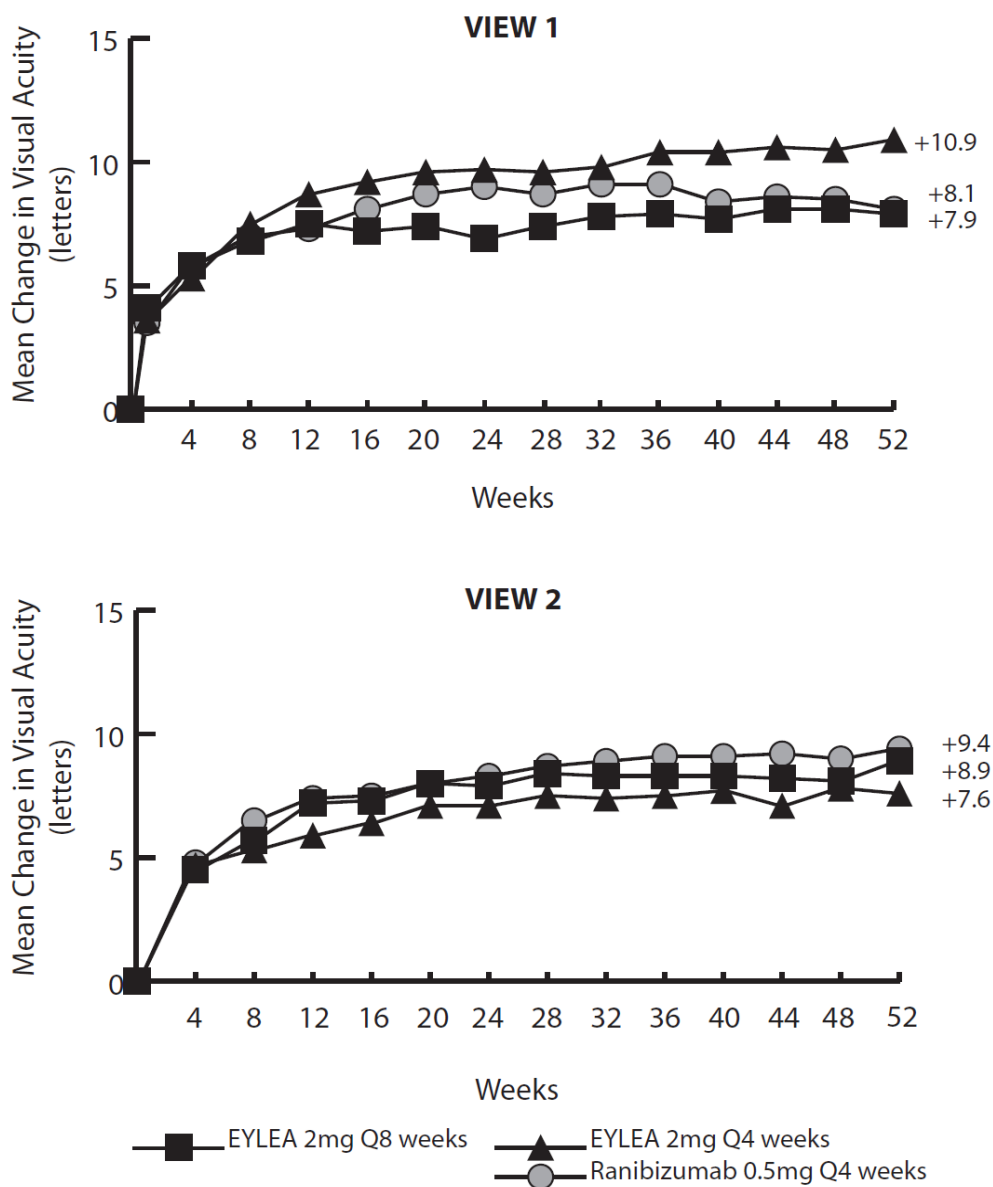 VIEW 1
Mean Change in Visual Acuity
(letters)
15
10
5
0
+10.9
+8.1
+7.9
4 8 12 16 20 24 28 32 36 40 44 48 52
Weeks
VIEW 2
Mean Change in Visual Acuity
(letters)
15
10
5
0
+9.4
+8.9
+7.6
4 8 12 16 20 24 28 32 36 40 44 48 52
Weeks
EYLEA 2mg Q8 weeks
EYLEA 2mg Q4 weeks
Ranibizumab 0.5mg Q4 weeks